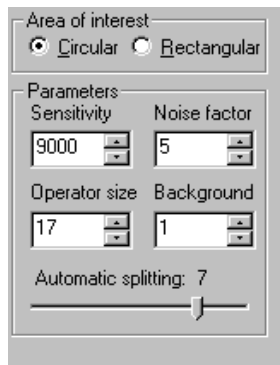 Area of interest
Circular Rectangular
Parameters
Sensitivity Noise factor
9000 5
Operator size Background
17 1
Automatic splitting: 7